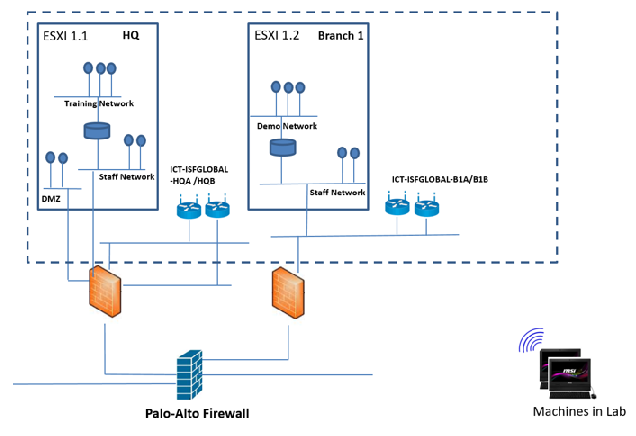 ESXI 1.1 HQ
ESXI 1.2 Branch 1
Training Network
Demo Network
ICT-ISFGLOBAL
-HQA /HQB
ICT-ISFGLOBAL-B1A/B1B
Staff Network
DMZ
Staff Network
Palo-Alto Firewall
Machines in Lab